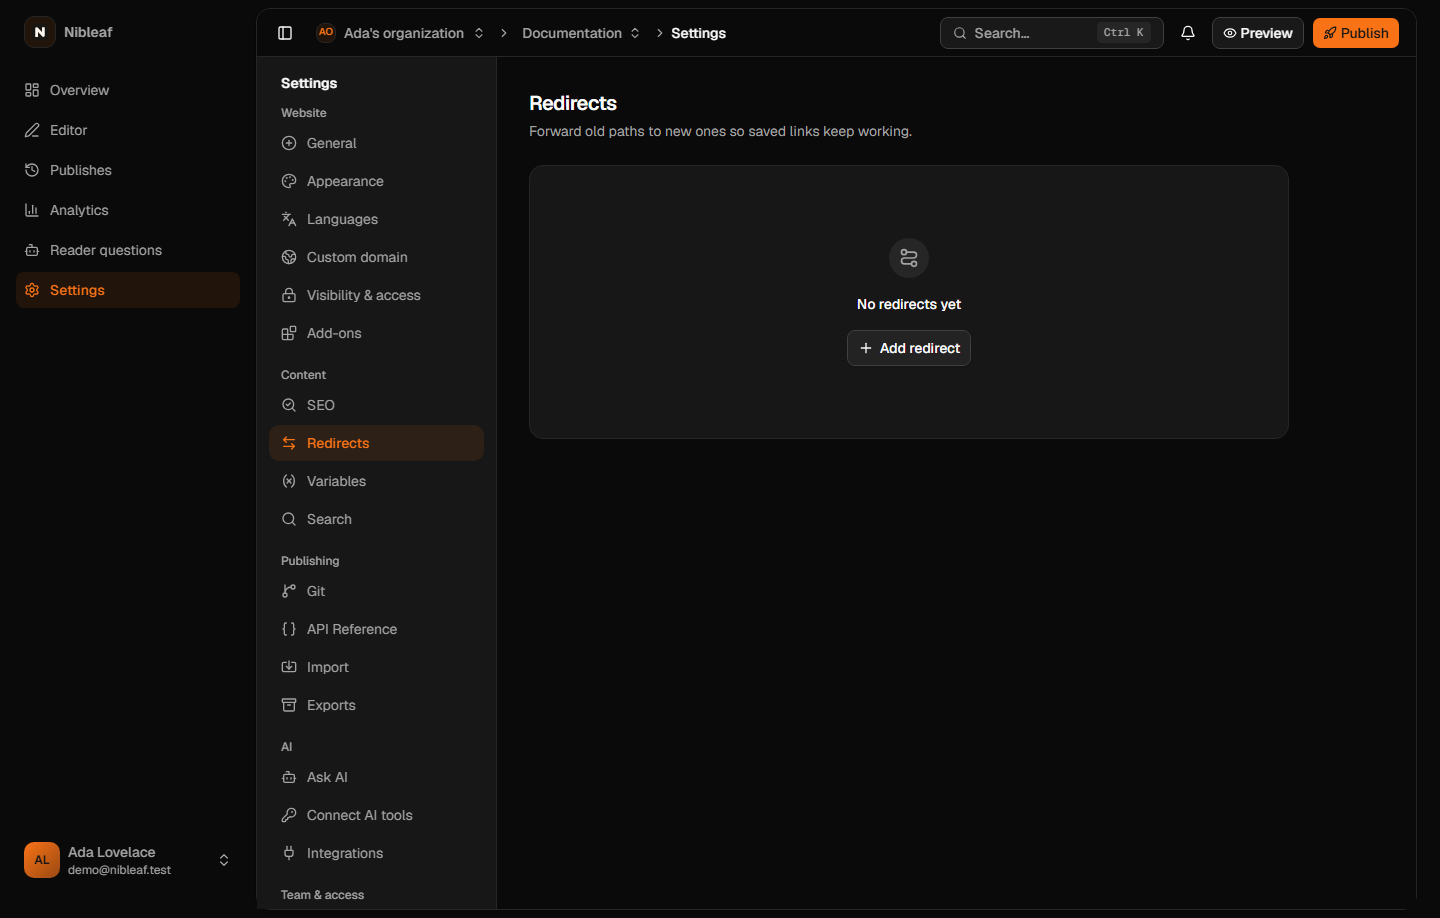 N Nibleaf
Overview
Editor
Publishes
Analytics
Reader questions
Settings
AL
Ada Lovelace
demo@nibleaf.test
AO Ada's organization Documentation Settings
Search... Ctrl K
Preview
Publish
Settings
Website
General
Appearance
Languages
Custom domain
Visibility & access
Add-ons
Content
SEO
Redirects
Variables
Search
Publishing
Git
API Reference
Import
Exports
AI
Ask AI
Connect AI tools
Integrations
Team & access
Redirects
Forward old paths to new ones so saved links keep working.
No redirects yet
Add redirect